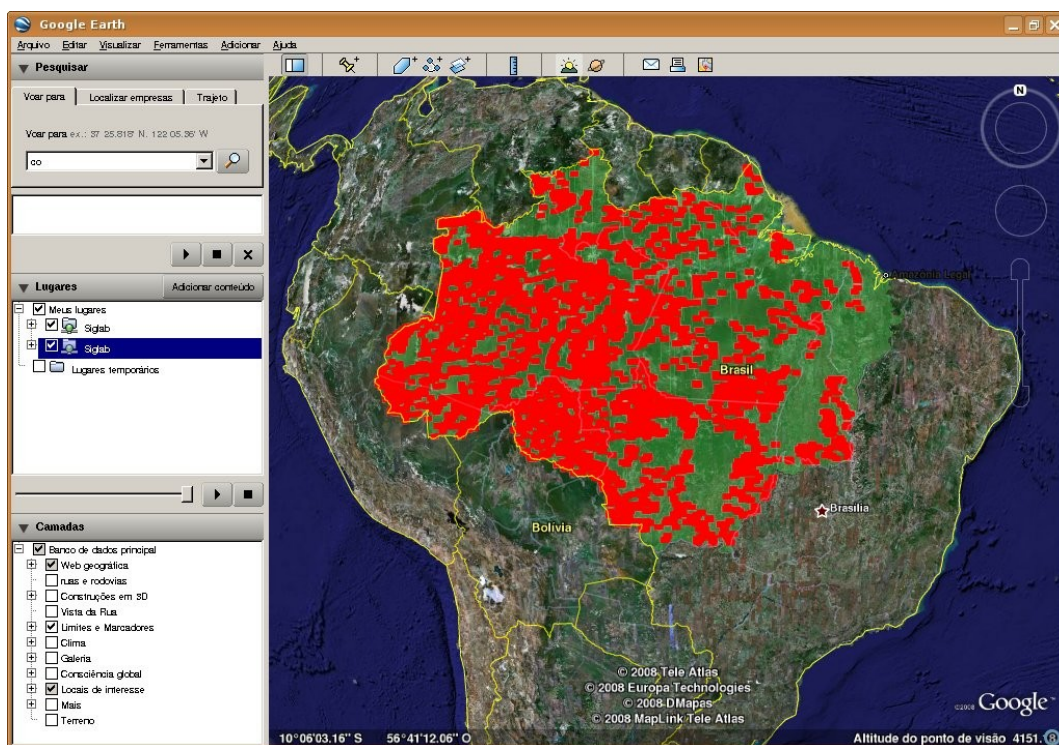 Google Earth
Arquivo Editar Visualizar Ferramentas Adicionar Ajuda
Pesquisar
Voar para Localizar empresas Trajeto
Voar para ex.: 37 25.818' N, 122 05.36' W
co
Lugares Adicionar conteúdo
Meus lugares
Siglab
Siglab
Lugares temporários
Camadas
Banco de dados principal
Web geográfica
ruas e rodovias
Construções em 3D
Vista da Rua
Limites e Marcadores
Clima
Galeria
Consciência global
Locais de interesse
Mais
Terreno
N
Amazônia Legal
Brasil
Brasília
Bolívia
© 2008 Tele Atlas
© 2008 Europa Technologies
© 2008 DMapas
© 2008 MapLink Tele Atlas
©2008 Google
10°06'03.16" S 56°41'12.06" O
Altitude do ponto de visão 4151.